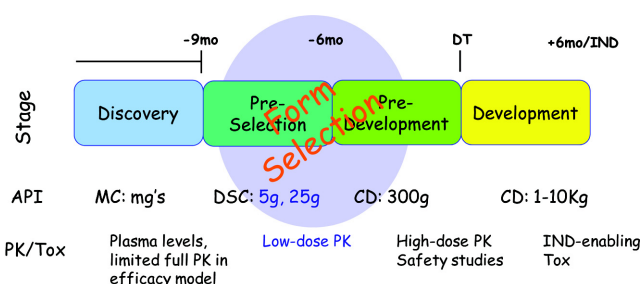 -9mo
-6mo
DT
+6mo/IND
Stage
Discovery
Pre-
Selection
Pre-
Development
Development
Form
Selection
API
MC: mg's
DSC: 5g, 25g
CD: 300g
CD: 1-10Kg
PK/Tox
Plasma levels,
limited full PK in
efficacy model
Low-dose PK
High-dose PK
Safety studies
IND-enabling
Tox